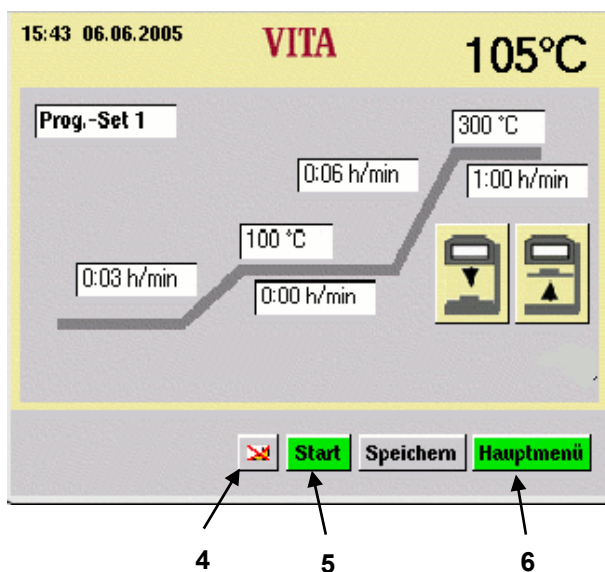 15:43 06.06.2005 VITA 105°C
Prog.-Set 1
300 °C
0:06 h/min
1:00 h/min
100 °C
0:03 h/min
0:00 h/min
Start Speichern Hauptmenü
4 5 6